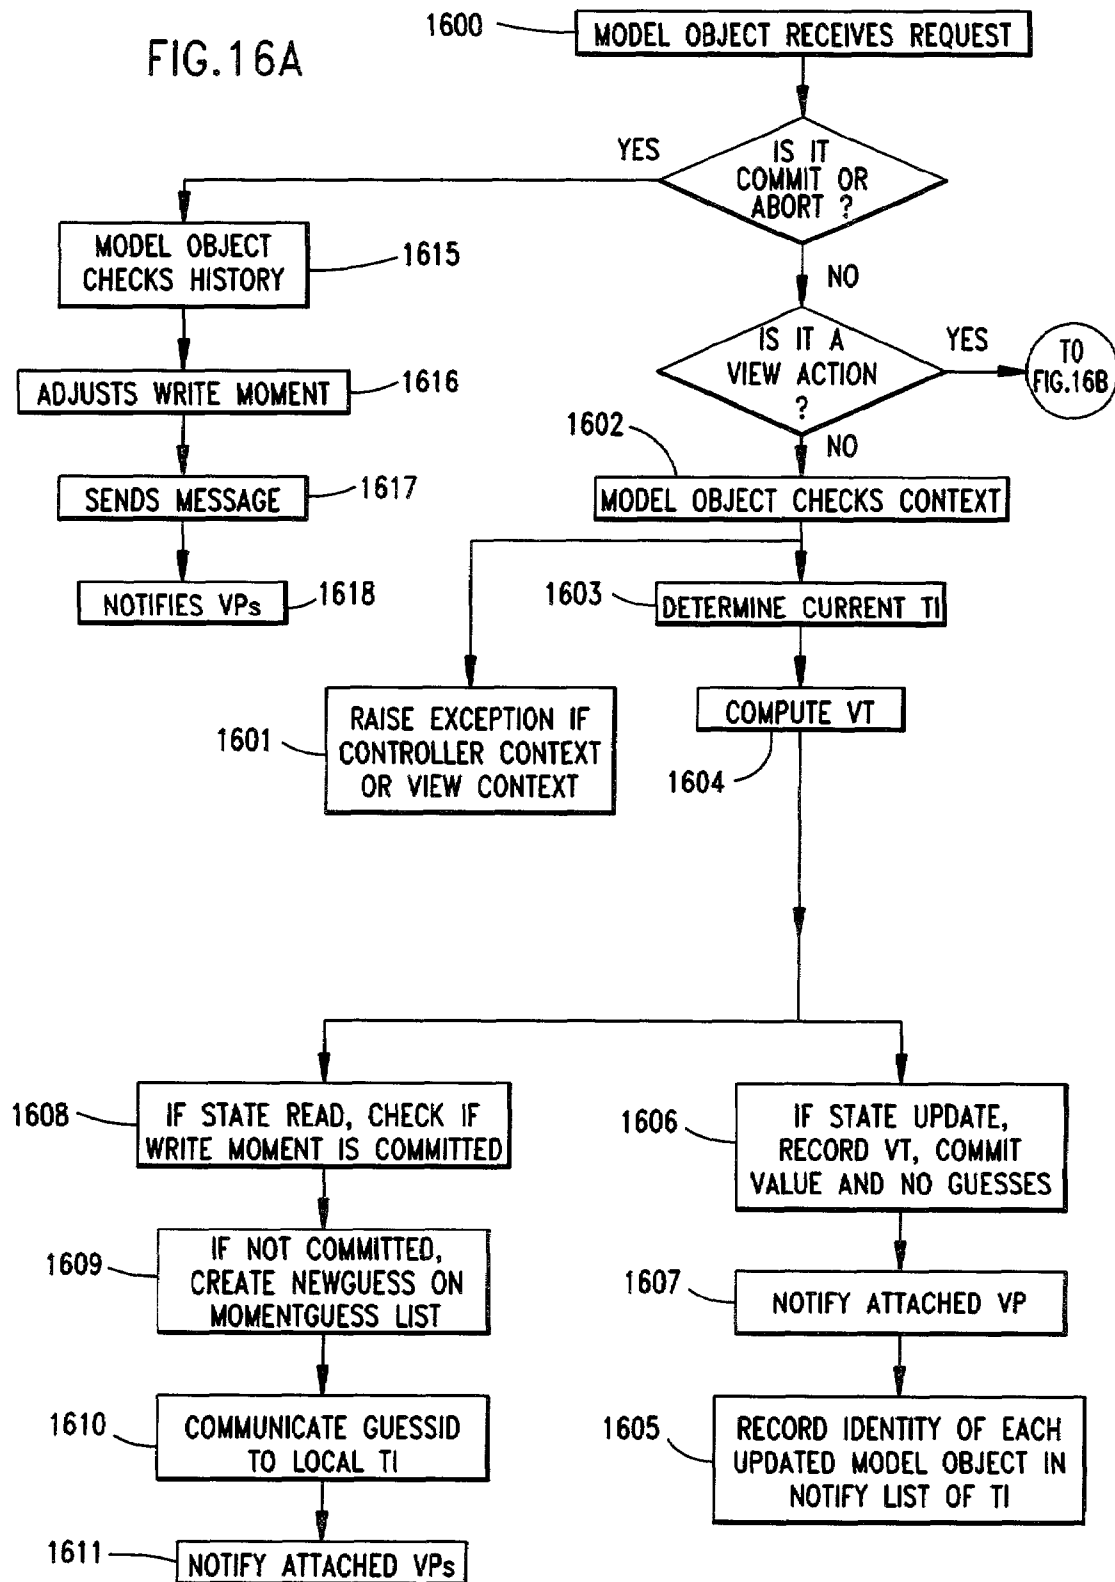 FIG.16A
1600
MODEL OBJECT RECEIVES REQUEST
YES
IS IT
COMMIT OR
ABORT ?
MODEL OBJECT
CHECKS HISTORY
1615
NO
IS IT A
VIEW ACTION
?
YES
TO
FIG.16B
ADJUSTS WRITE MOMENT
1616
1602
NO
SENDS MESSAGE
1617
MODEL OBJECT CHECKS CONTEXT
NOTIFIES VPs
1618
1603
DETERMINE CURRENT TI
1601
RAISE EXCEPTION IF
CONTROLLER CONTEXT
OR VIEW CONTEXT
COMPUTE VT
1604
1608
IF STATE READ, CHECK IF
WRITE MOMENT IS COMMITTED
1606
IF STATE UPDATE,
RECORD VT, COMMIT
VALUE AND NO GUESSES
1609
IF NOT COMMITTED,
CREATE NEWGUESS ON
MOMENTGUESS LIST
1607
NOTIFY ATTACHED VP
1610
COMMUNICATE GUESSID
TO LOCAL TI
1605
RECORD IDENTITY OF EACH
UPDATED MODEL OBJECT IN
NOTIFY LIST OF TI
1611
NOTIFY ATTACHED VPs